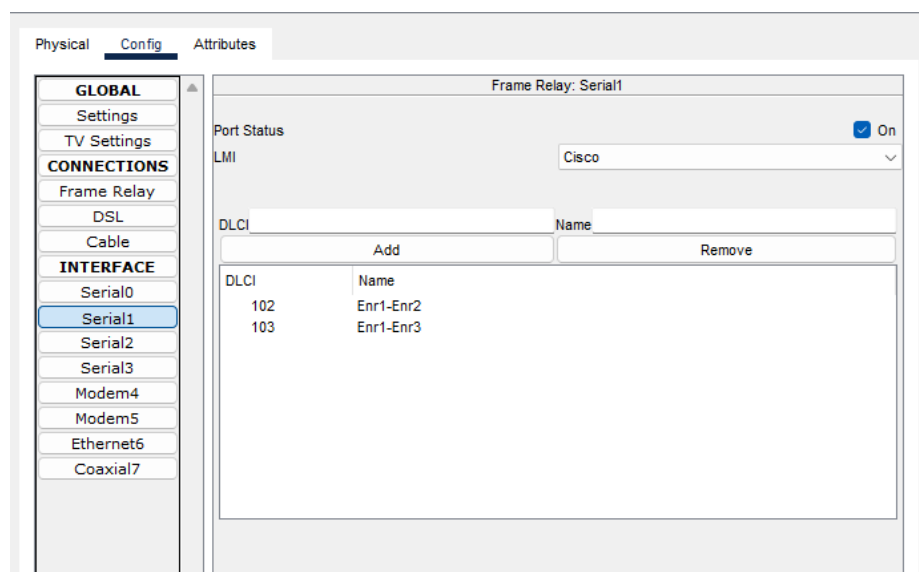 Physical Config Attributes
GLOBAL
Settings
TV Settings
CONNECTIONS
Frame Relay
DSL
Cable
INTERFACE
Serial0
Serial1
Serial2
Serial3
Modem4
Modem5
Ethernet6
Coaxial7
Frame Relay: Serial1
Port Status On
LMI Cisco
DLCI Name
Add Remove
DLCI Name
102 Enr1-Enr2
103 Enr1-Enr3